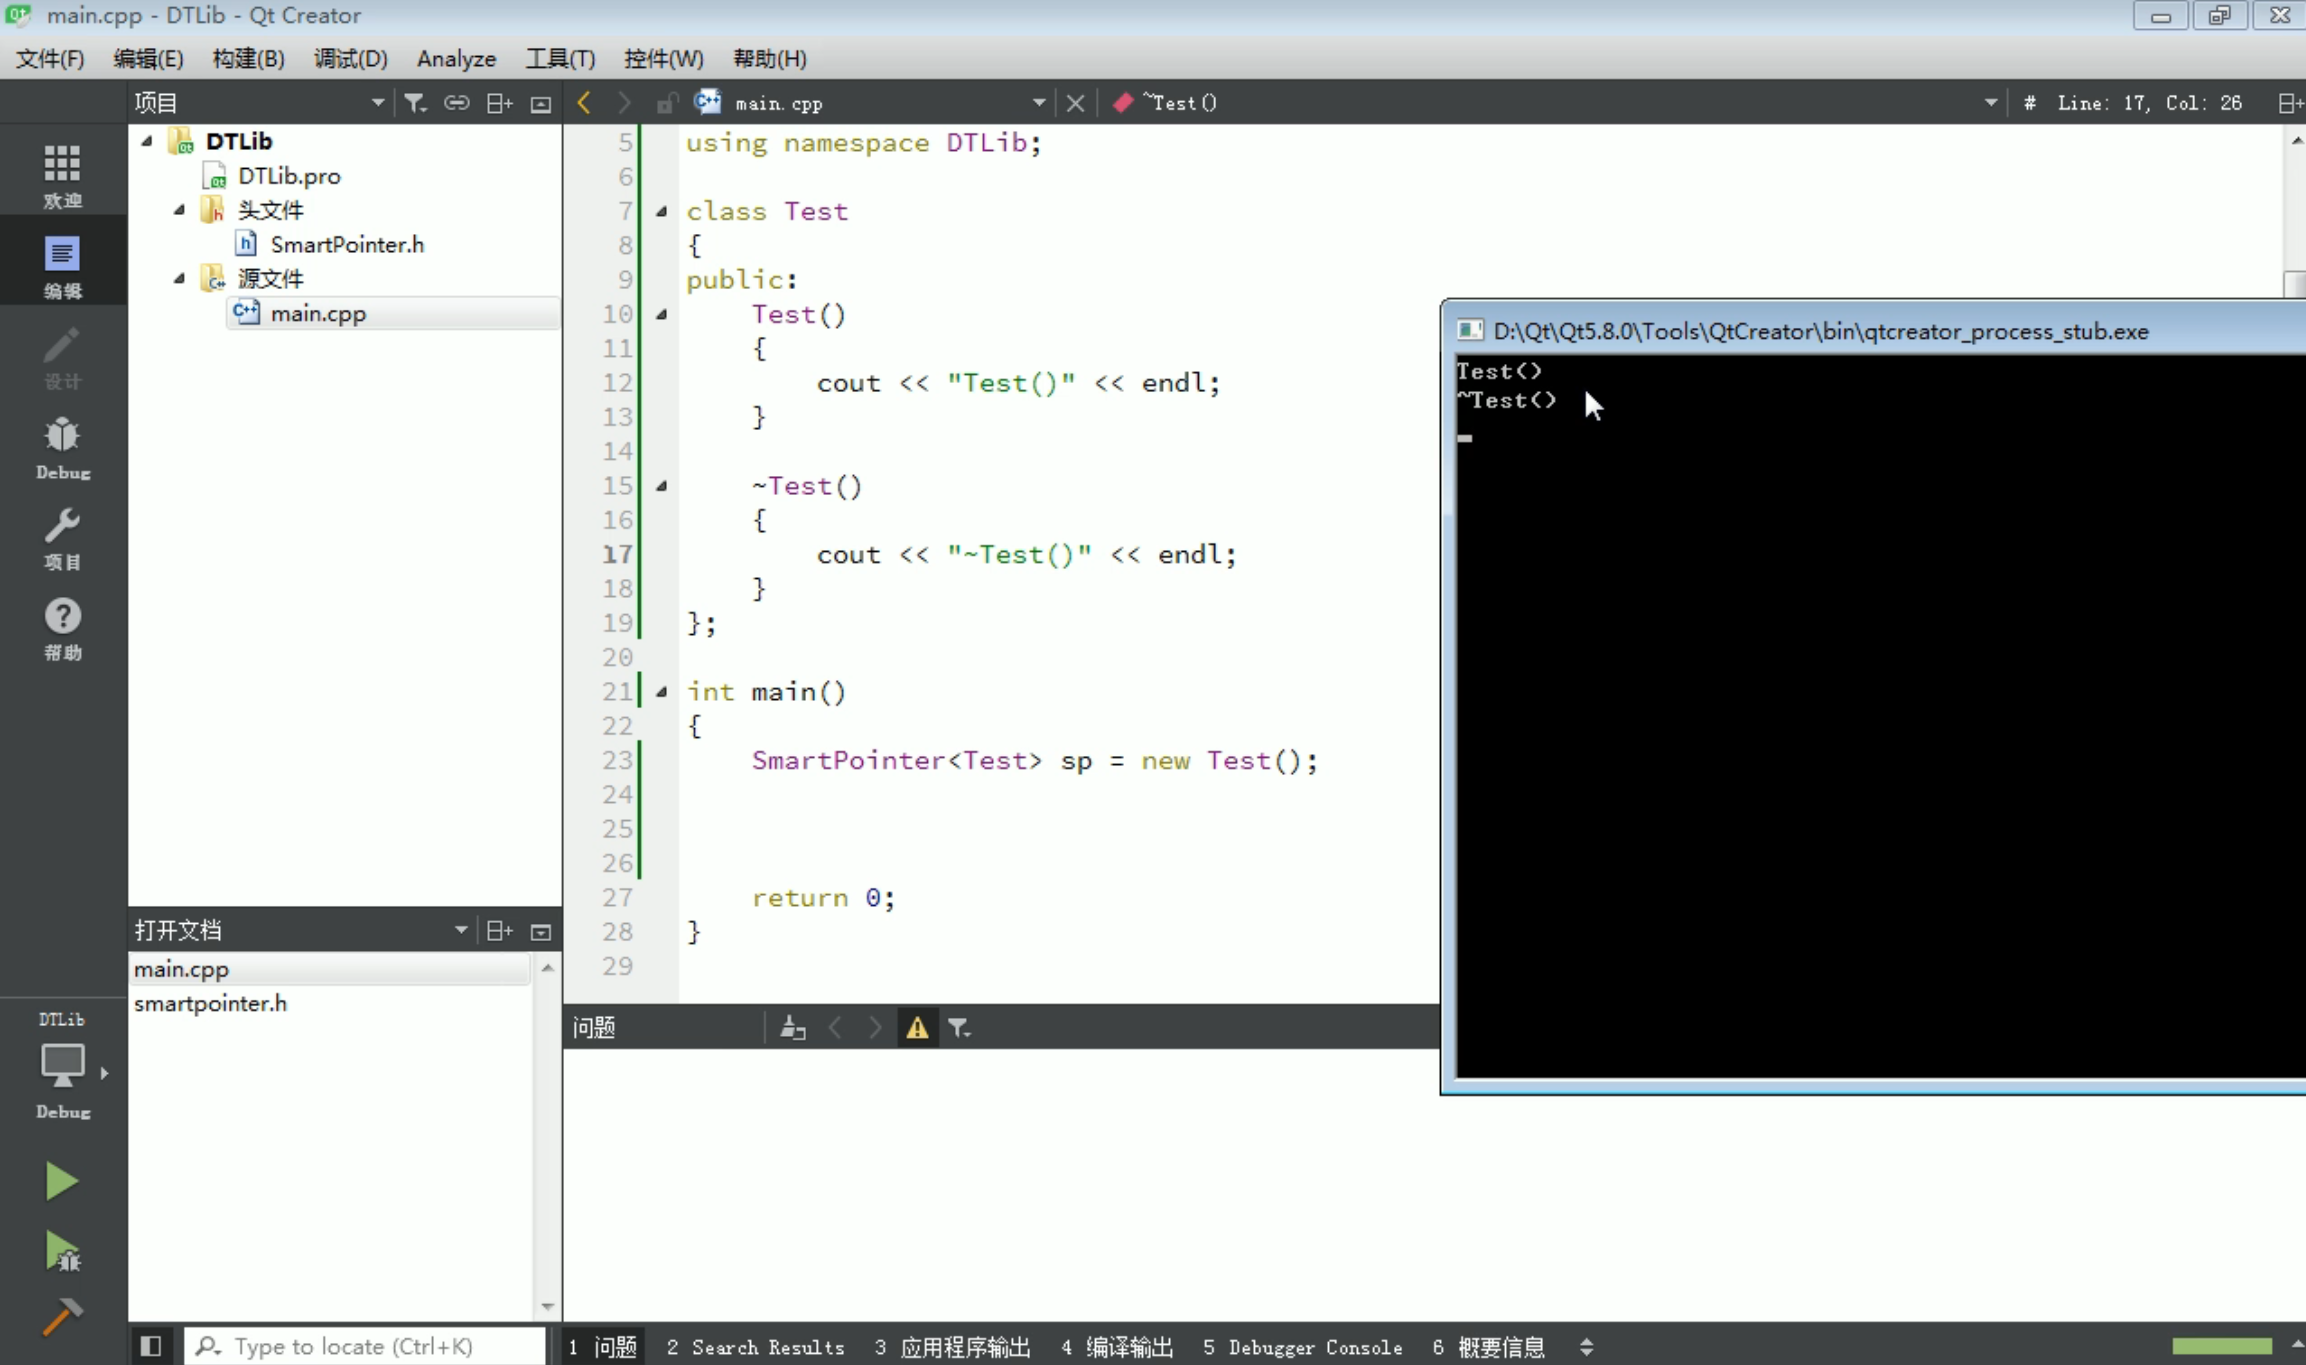 main.cpp - DTLib - Qt Creator
文件(F) 编辑(E) 构建(B) 调试(D) Analyze 工具(T) 控件(W) 帮助(H)
项目
main.cpp
~Test()
# Line: 17, Col: 26
欢迎
编辑
设计
Debug
项目
帮助
DTLib
Debug
DTLib
DTLib.pro
头文件
SmartPointer.h
源文件
main.cpp
打开文档
main.cpp
smartpointer.h
5 using namespace DTLib;
6
7 class Test
8 {
9 public:
10 Test()
11 {
12 cout << "Test()" << endl;
13 }
14
15 ~Test()
16 {
17 cout << "~Test()" << endl;
18 }
19 };
20
21 int main()
22 {
23 SmartPointer<Test> sp = new Test();
24
25
26
27 return 0;
28 }
29
D:\Qt\Qt5.8.0\Tools\QtCreator\bin\qtcreator_process_stub.exe
Test()
~Test()
问题
Type to locate (Ctrl+K)
1 问题 2 Search Results 3 应用程序输出 4 编译输出 5 Debugger Console 6 概要信息